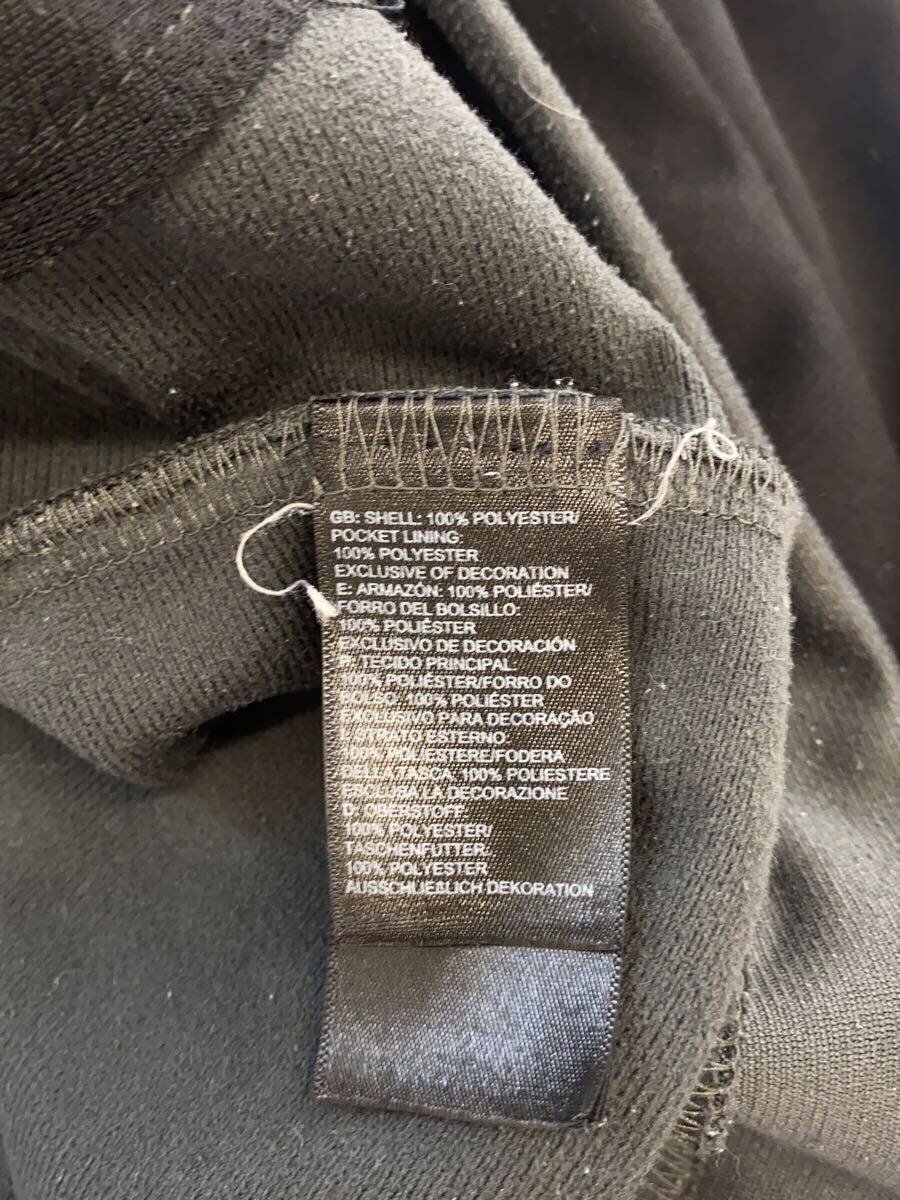 GB: SHELL: 100% POLYESTER/
POCKET LINING:
100% POLYESTER
EXCLUSIVE OF DECORATION
E: ARMAZÓN: 100% POLIÉSTER/
FORRO DEL BOLSILLO:
100% POLIÉSTER
EXCLUSIVO DE DECORACIÓN
P: TECIDO PRINCIPAL
100% POLIÉSTER/FORRO DO
BOLSO: 100% POLIÉSTER
EXCLUSIVO PARA DECORAÇÃO
I: STRATO ESTERNO
100% POLIESTERE/FODERA
DELLA TASCA: 100% POLIESTERE
ESCLUSA LA DECORAZIONE
D: OBERSTOFF
100% POLYESTER/
TASCHENFUTTER
100% POLYESTER
AUSSCHLIEßLICH DEKORATION